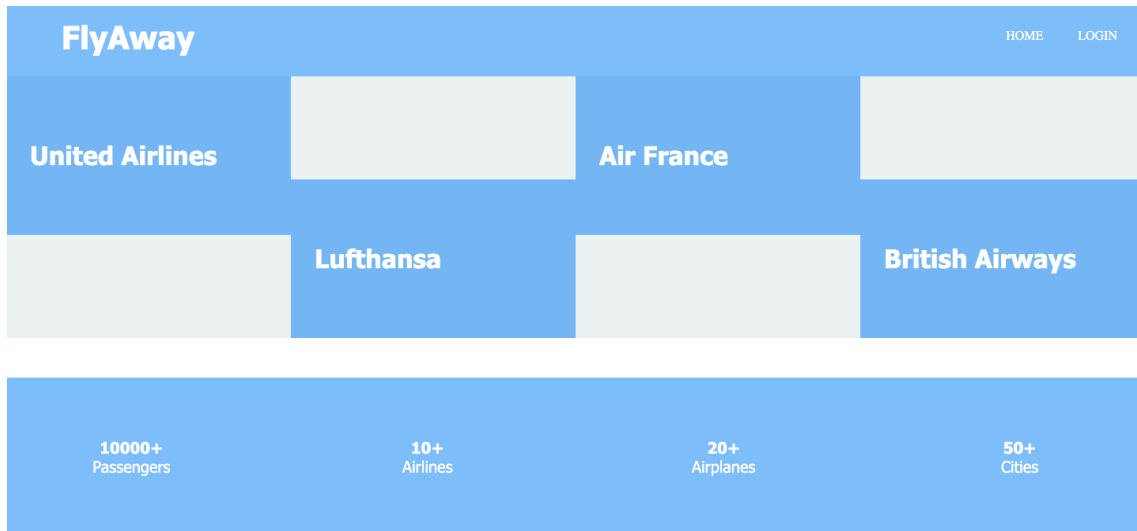 FlyAway
HOME
LOGIN
United Airlines
Air France
Lufthansa
British Airways
10000+
Passengers
10+
Airlines
20+
Airplanes
50+
Cities